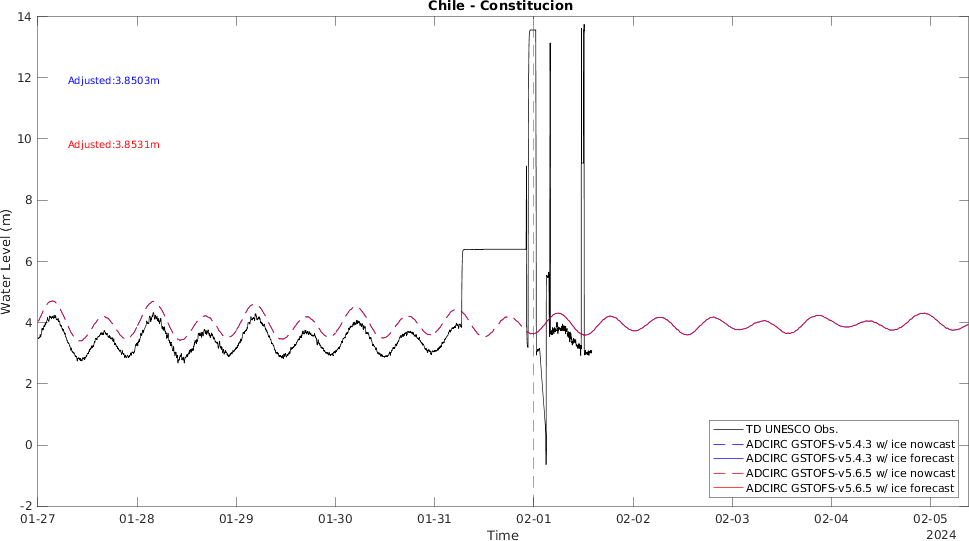 Chile - Constitucion
14
12
10
8
6
4
2
0
-2
Water Level (m)
Adjusted:3.8503m
Adjusted:3.8531m
TD UNESCO Obs.
ADCIRC GSTOFS-v5.4.3 w/ ice nowcast
ADCIRC GSTOFS-v5.4.3 w/ ice forecast
ADCIRC GSTOFS-v5.6.5 w/ ice nowcast
ADCIRC GSTOFS-v5.6.5 w/ ice forecast
01-27 01-28 01-29 01-30 01-31 02-01 02-02 02-03 02-04 02-05
Time
2024